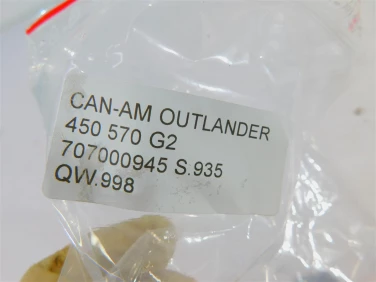 CAN-AM OUTLANDER
450 570 G2
707000945 S.935
QW.998